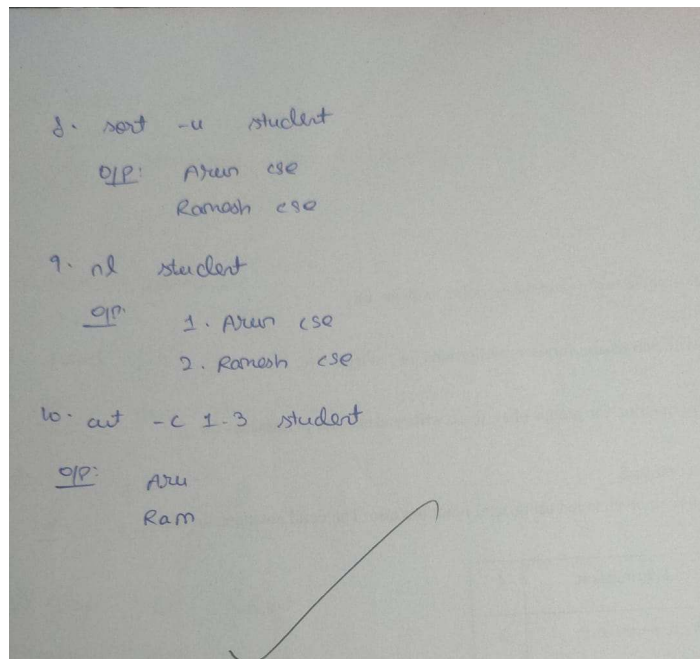 8. sort -u student
O/P: Arun cse
Ramesh cse
9. nl student
O/P. 1. Arun cse
2. Ramesh cse
10. cut -c 1-3 student
O/P: Aru
Ram